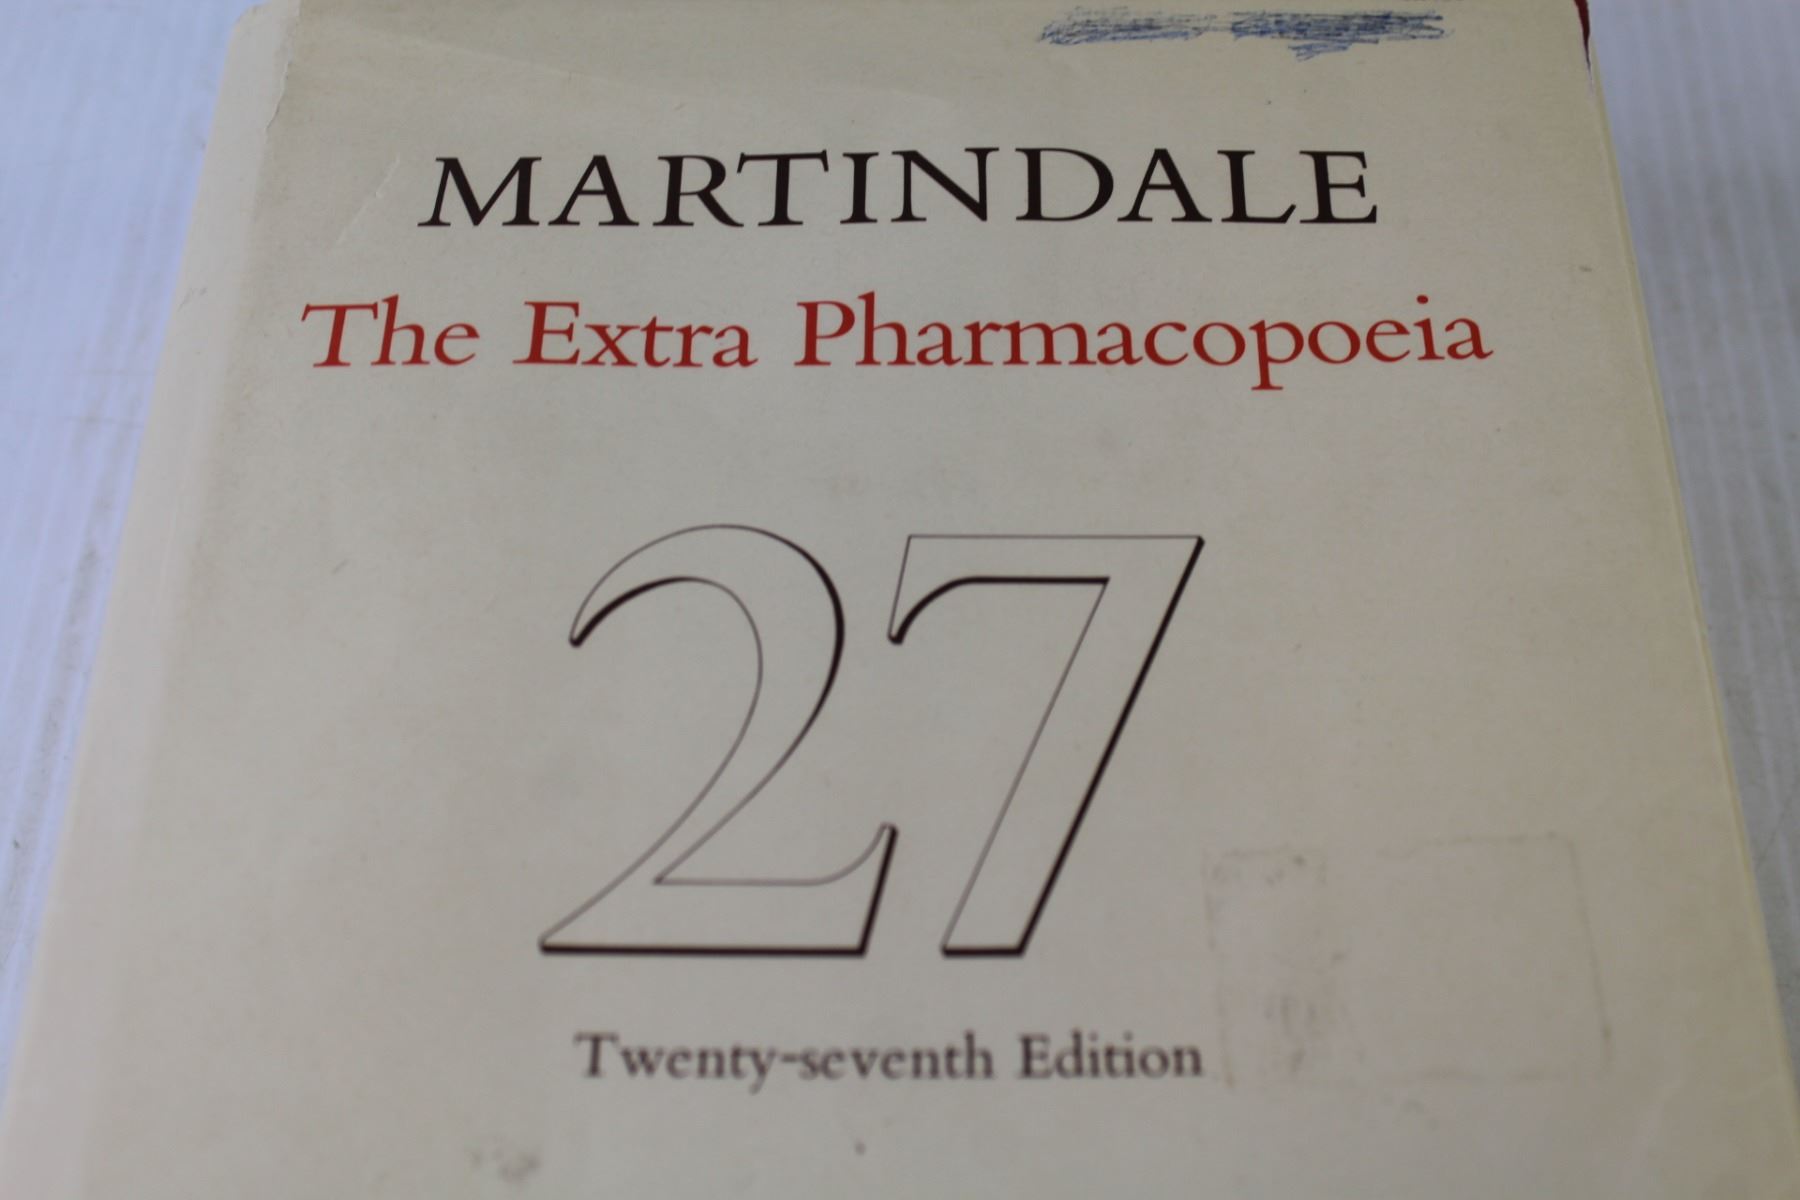 MARTINDALE
The Extra Pharmacopoeia
27
Twenty-seventh Edition